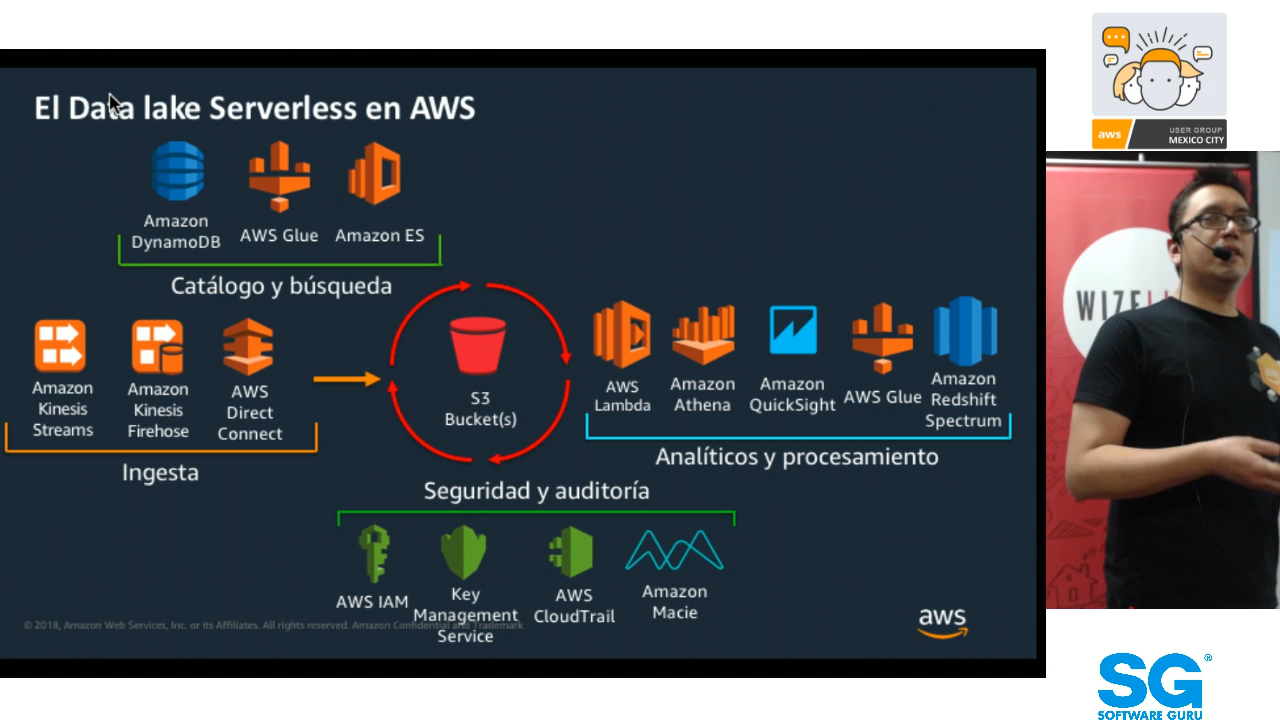 El Data lake Serverless en AWS
Amazon
DynamoDB
AWS Glue
Amazon ES
Catálogo y búsqueda
Amazon
Kinesis
Streams
Amazon
Kinesis
Firehose
AWS
Direct
Connect
Ingesta
S3
Bucket(s)
AWS
Lambda
Amazon
Athena
Amazon
QuickSight
AWS Glue
Amazon
Redshift
Spectrum
Analíticos y procesamiento
Seguridad y auditoría
AWS IAM
Key
Management
Service
AWS
CloudTrail
Amazon
Macie
© 2018, Amazon Web Services, Inc. or its Affiliates. All rights reserved. Amazon Confidential and Trademark
aws
aws
USER GROUP
MEXICO CITY
SG®
SOFTWARE GURU